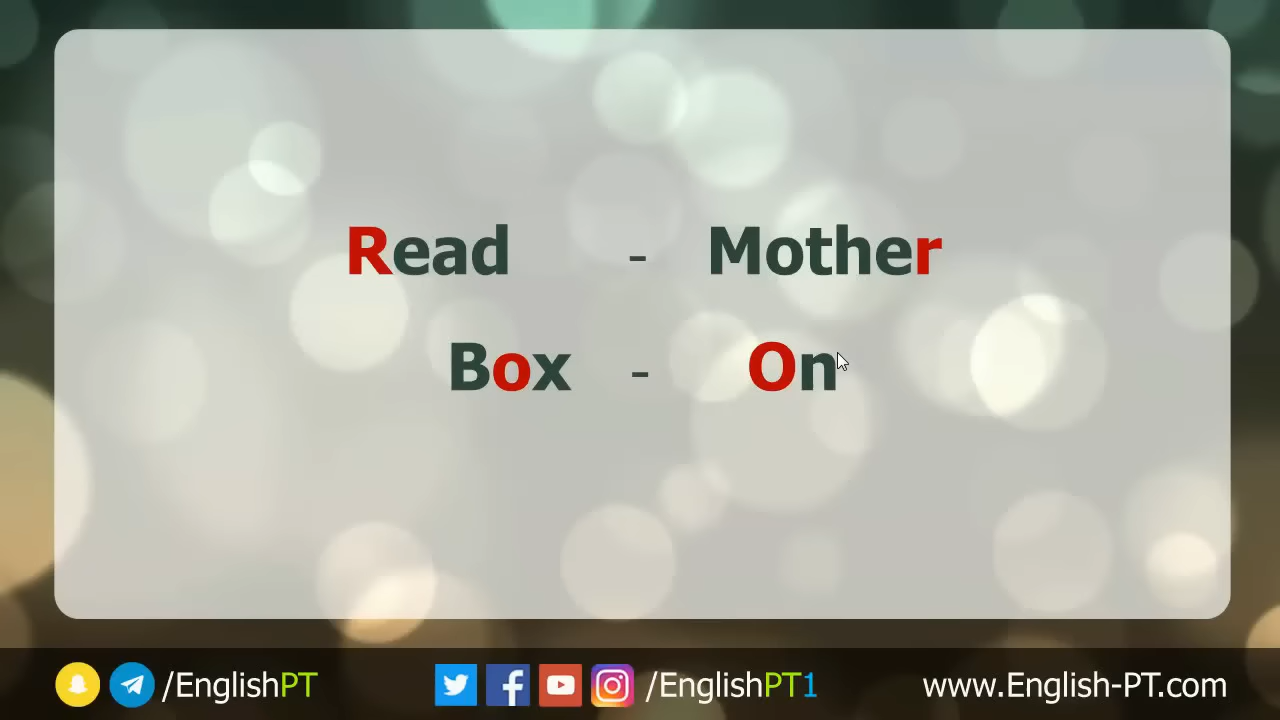 Read - Mother
Box - On
/EnglishPT
/EnglishPT1
www.English-PT.com